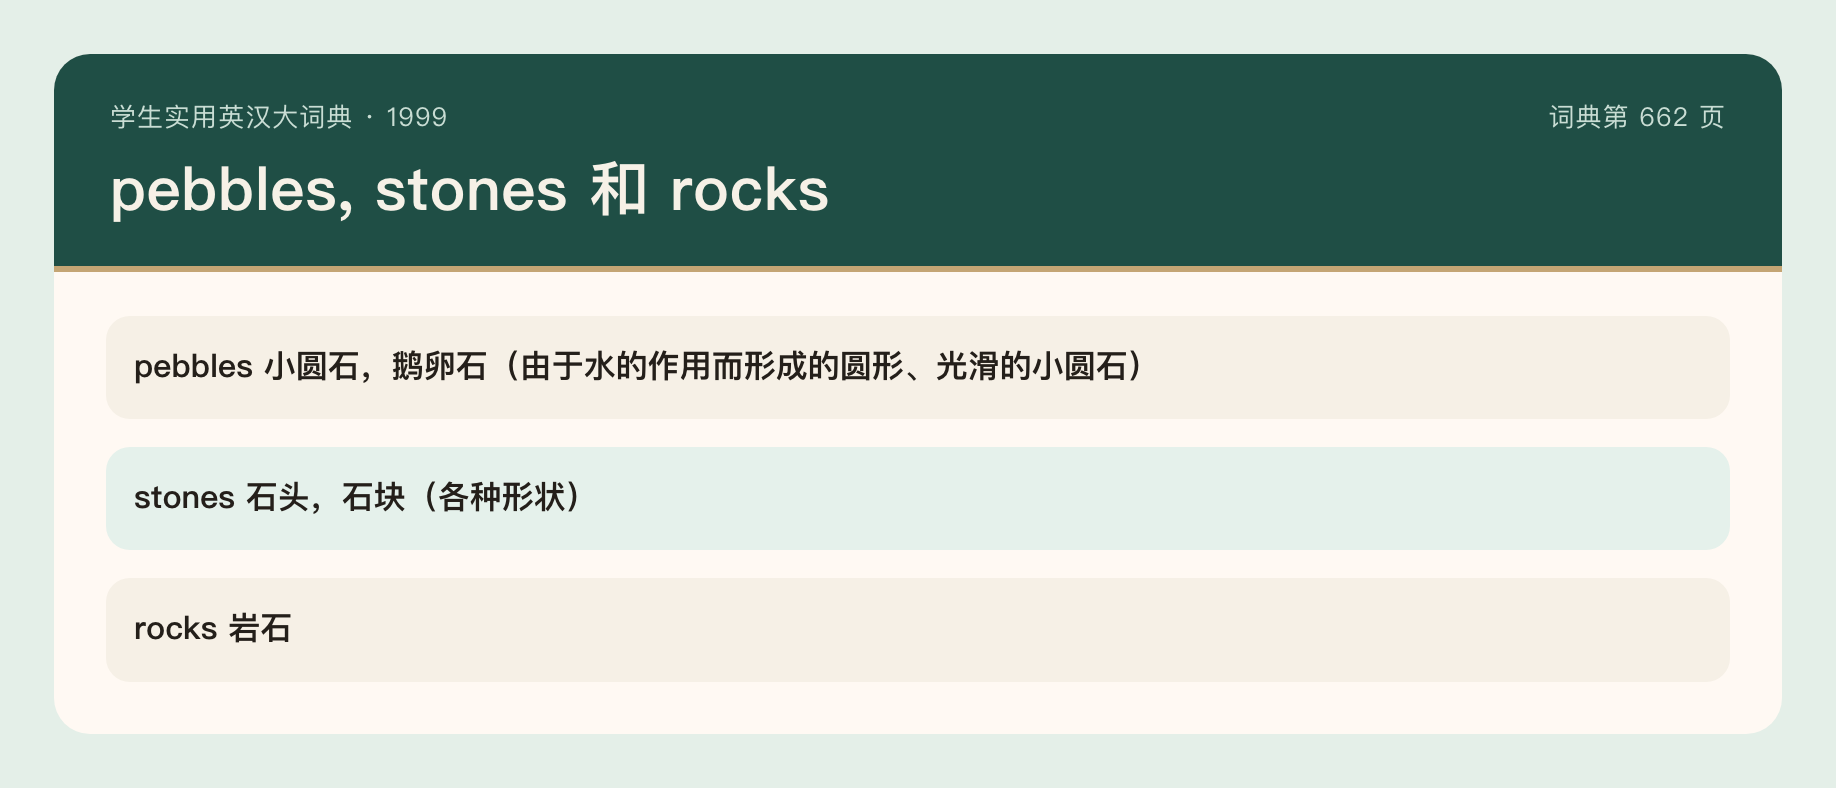 学生实用英汉大词典 · 1999
词典第 662 页
pebbles, stones 和 rocks
pebbles 小圆石，鹅卵石（由于水的作用而形成的圆形、光滑的小圆石）
stones 石头，石块（各种形状）
rocks 岩石